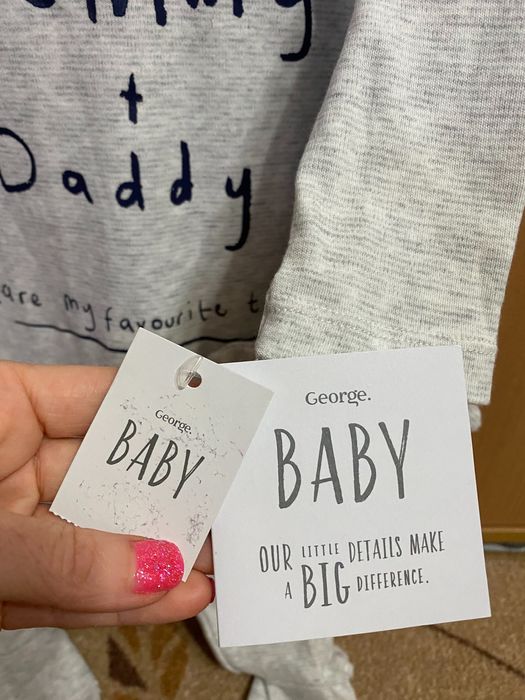 +
Daddy
are my favourite
George.
BABY
George.
BABY
OUR LITTLE DETAILS MAKE
A BIG DIFFERENCE.